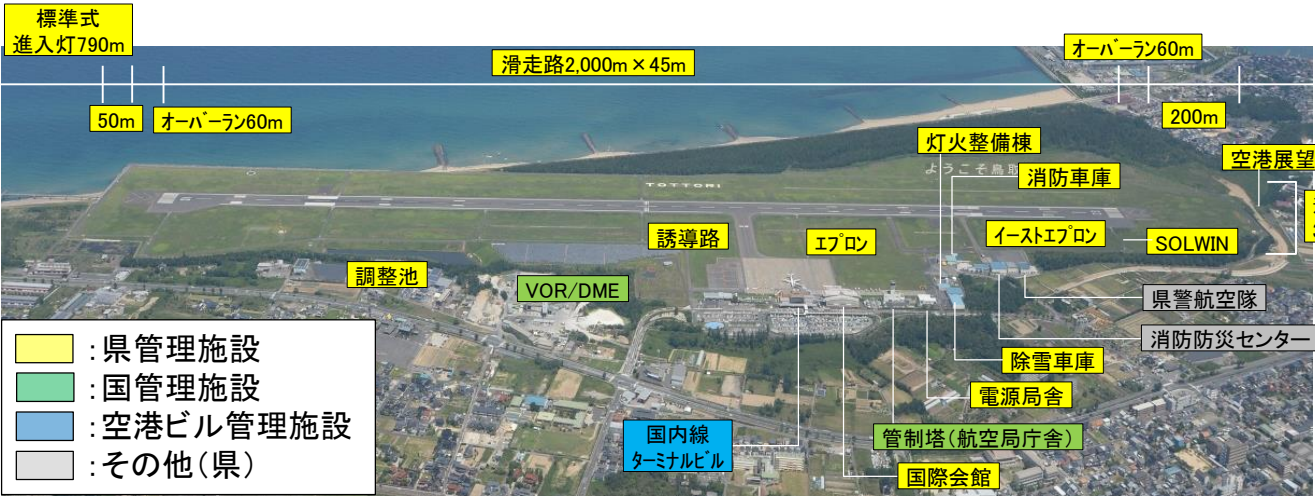 標準式
進入灯790m
滑走路2,000m×45m
オーバーラン60m
50m
オーバーラン60m
200m
灯火整備棟
空港展望
ようこそ鳥取
消防車庫
TOTTORI
誘導路
エプロン
イーストエプロン
SOLWIN
調整池
VOR/DME
県警航空隊
消防防災センター
除雪車庫
電源局舎
国内線
ターミナルビル
管制塔(航空局庁舎)
国際会館
:県管理施設
:国管理施設
:空港ビル管理施設
:その他(県)